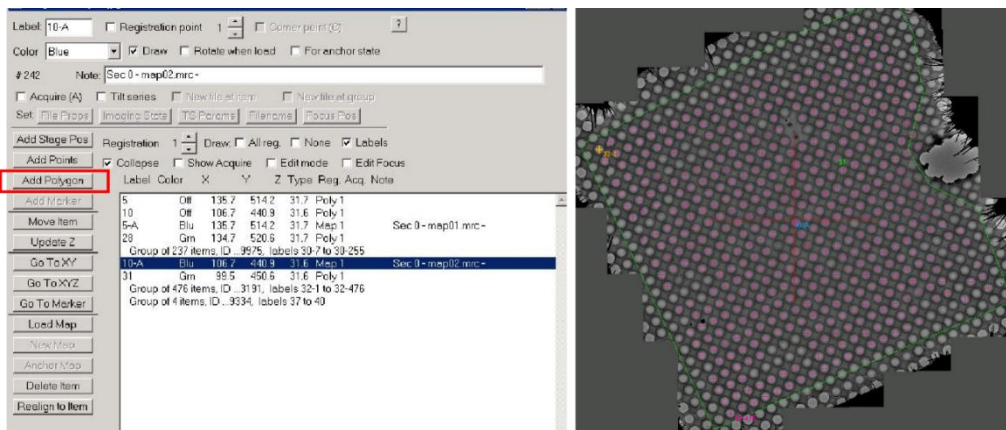 Label: 10-A Registration point 1 Corner point (C) ?
Color Blue Draw Rotate when load For anchor state
# 242 Note: Sec 0 - map02.mrc -
Acquire (A) Tilt series New file at item New file at group
Set: File Props Imaging State TS Params Filename Focus Pos
Add Stage Pos Registration 1 Draw: All reg. None Labels
Add Points Collapse Show Acquire Edit mode Edit Focus
Add Polygon Label Color X Y Z Type Reg. Acq. Note
Add Marker
Move Item
Update Z
Go To XY
Go To XYZ
Go To Marker
Load Map
New Map
Anchor Map
Delete Item
Realign to Item
5 Off 135.7 514.2 31.7 Poly 1
10 Off 106.7 440.9 31.6 Poly 1
5-A Blu 135.7 514.2 31.7 Map 1 Sec 0 - map01.mrc -
28 Grn 134.7 520.6 31.7 Poly 1
Group of 237 items, ID ...9975, labels 30-7 to 30-255
10-A Blu 106.7 440.9 31.6 Map 1 Sec 0 - map02.mrc -
31 Grn 99.5 450.6 31.6 Poly 1
Group of 476 items, ID ...3191, labels 32-1 to 32-476
Group of 4 items, ID ...9334, labels 37 to 40
31